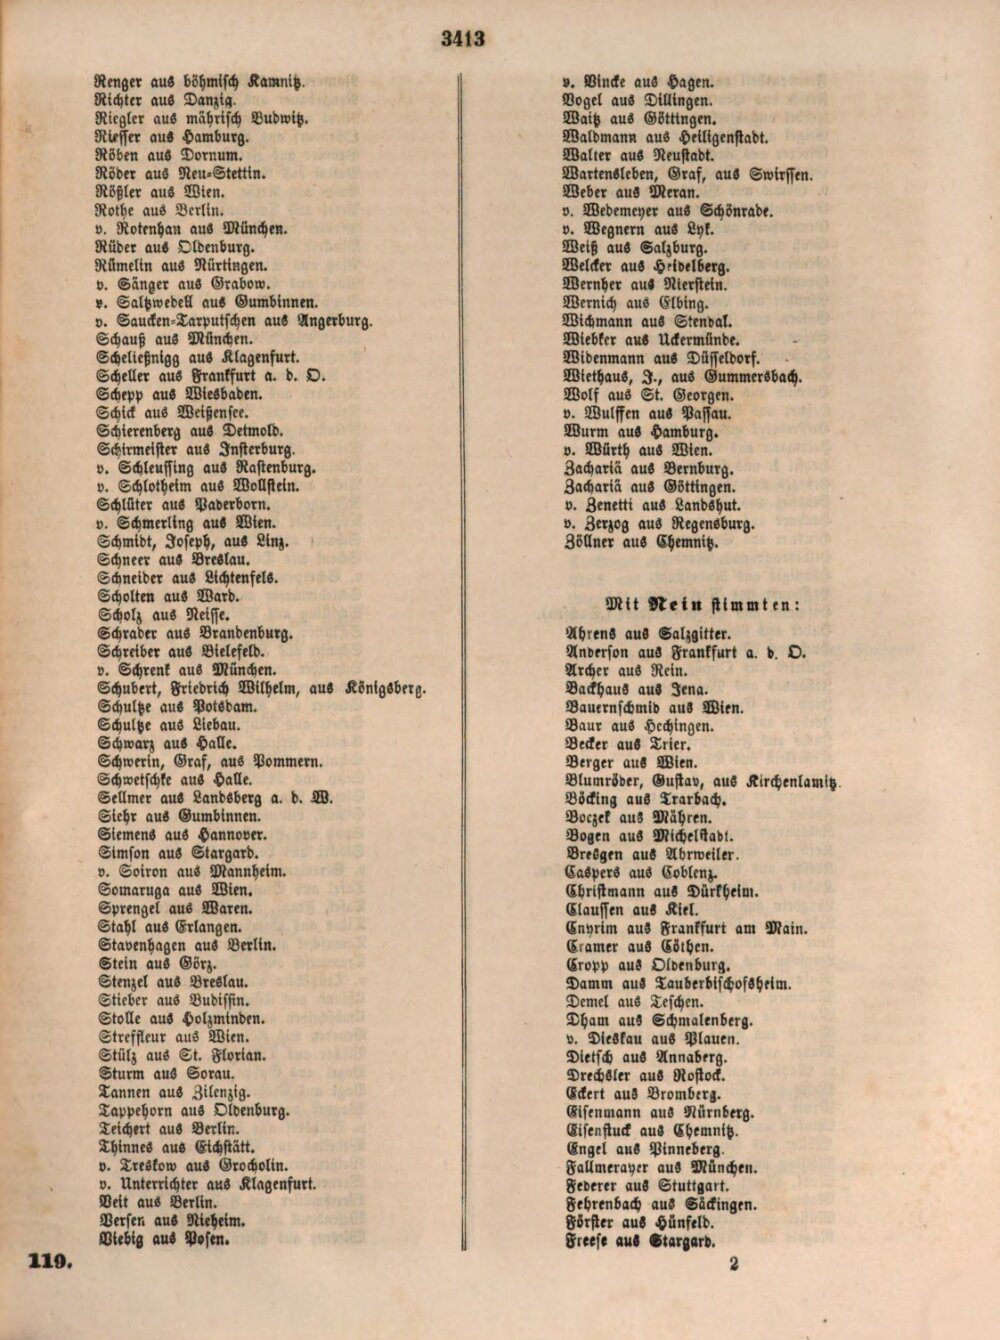 3413
Renger aus böhmisch Kamnitz.
Richter aus Danzig.
Riegler aus mährisch Budwitz.
Riesser aus Hamburg.
Röben aus Dornum.
Röder aus Neu-Stettin.
Rößler aus Wien.
Rothe aus Berlin.
v. Rotenhan aus München.
Rüder aus Oldenburg.
Rümelin aus Nürtingen.
v. Sänger aus Grabow.
v. Saltzwedell aus Gumbinnen.
v. Saucken-Tarputschen aus Angerburg.
Schauß aus München.
Scheließnigg aus Klagenfurt.
Scheller aus Frankfurt a. d. O.
Schepp aus Wiesbaden.
Schick aus Weißensee.
Schierenberg aus Detmold.
Schirmeister aus Insterburg.
v. Schleussing aus Rastenburg.
v. Schlotheim aus Wollstein.
Schlüter aus Paderborn.
v. Schmerling aus Wien.
Schmidt, Joseph, aus Linz.
Schneer aus Breslau.
Schneider aus Lichtenfels.
Scholten aus Ward.
Scholz aus Neisse.
Schrader aus Brandenburg.
Schreiber aus Bielefeld.
v. Schrenk aus München.
Schubert, Friedrich Wilhelm, aus Königsberg.
Schultze aus Potsdam.
Schultze aus Liebau.
Schwarz aus Halle.
Schwerin, Graf, aus Pommern.
Schwetschke aus Halle.
Sellmer aus Landsberg a. d. W.
Siehr aus Gumbinnen.
Siemens aus Hannover.
Simson aus Stargard.
v. Soiron aus Mannheim.
Somaruga aus Wien.
Sprengel aus Waren.
Stahl aus Erlangen.
Stavenhagen aus Berlin.
Stein aus Görz.
Stenzel aus Breslau.
Stieber aus Budissin.
Stolle aus Holzminden.
Streffleur aus Wien.
Stülz aus St. Florian.
Sturm aus Sorau.
Tannen aus Zilenzig.
Tappehorn aus Oldenburg.
Teichert aus Berlin.
Thinnes aus Eichstätt.
v. Treskow aus Grocholin.
v. Unterrichter aus Klagenfurt.
Veit aus Berlin.
Versen aus Nieheim.
Viebig aus Posen.
v. Vincke aus Hagen.
Vogel aus Dillingen.
Waitz aus Göttingen.
Waldmann aus Heiligenstadt.
Walter aus Neustadt.
Wartensleben, Graf, aus Swirssen.
Weber aus Meran.
v. Wedemeyer aus Schönrade.
v. Wegnern aus Lyk.
Weiß aus Salzburg.
Welcker aus Heidelberg.
Wernher aus Nierstein.
Wernich aus Elbing.
Wichmann aus Stendal.
Wiebker aus Uckermünde.
Widenmann aus Düsseldorf.
Wiethaus, J., aus Gummersbach.
Wolf aus St. Georgen.
v. Wulffen aus Passau.
Wurm aus Hamburg.
v. Würth aus Wien.
Zachariä aus Bernburg.
Zachariä aus Göttingen.
v. Zenetti aus Landshut.
v. Zerzog aus Regensburg.
Zöllner aus Chemnitz.
Mit Nein stimmten:
Ahrens aus Salzgitter.
Anderson aus Frankfurt a. d. O.
Archer aus Rein.
Backhaus aus Jena.
Bauernschmid aus Wien.
Baur aus Hechingen.
Becker aus Trier.
Berger aus Wien.
Blumröder, Gustav, aus Kirchenlamitz.
Böcking aus Trarbach.
Boczek aus Mähren.
Bogen aus Michelstadt.
Bresgen aus Ahrweiler.
Caspers aus Coblenz.
Christmann aus Dürkheim.
Claussen aus Kiel.
Cnyrim aus Frankfurt am Main.
Cramer aus Cöthen.
Cropp aus Oldenburg.
Damm aus Tauberbischofsheim.
Demel aus Teschen.
Dham aus Schmalenberg.
v. Dieskau aus Plauen.
Dietsch aus Annaberg.
Drechsler aus Rostock.
Eckert aus Bromberg.
Eisenmann aus Nürnberg.
Eisenstuck aus Chemnitz.
Engel aus Pinneberg.
Fallmerayer aus München.
Federer aus Stuttgart.
Fehrenbach aus Säckingen.
Förster aus Hünfeld.
Freese aus Stargard.
119.
2